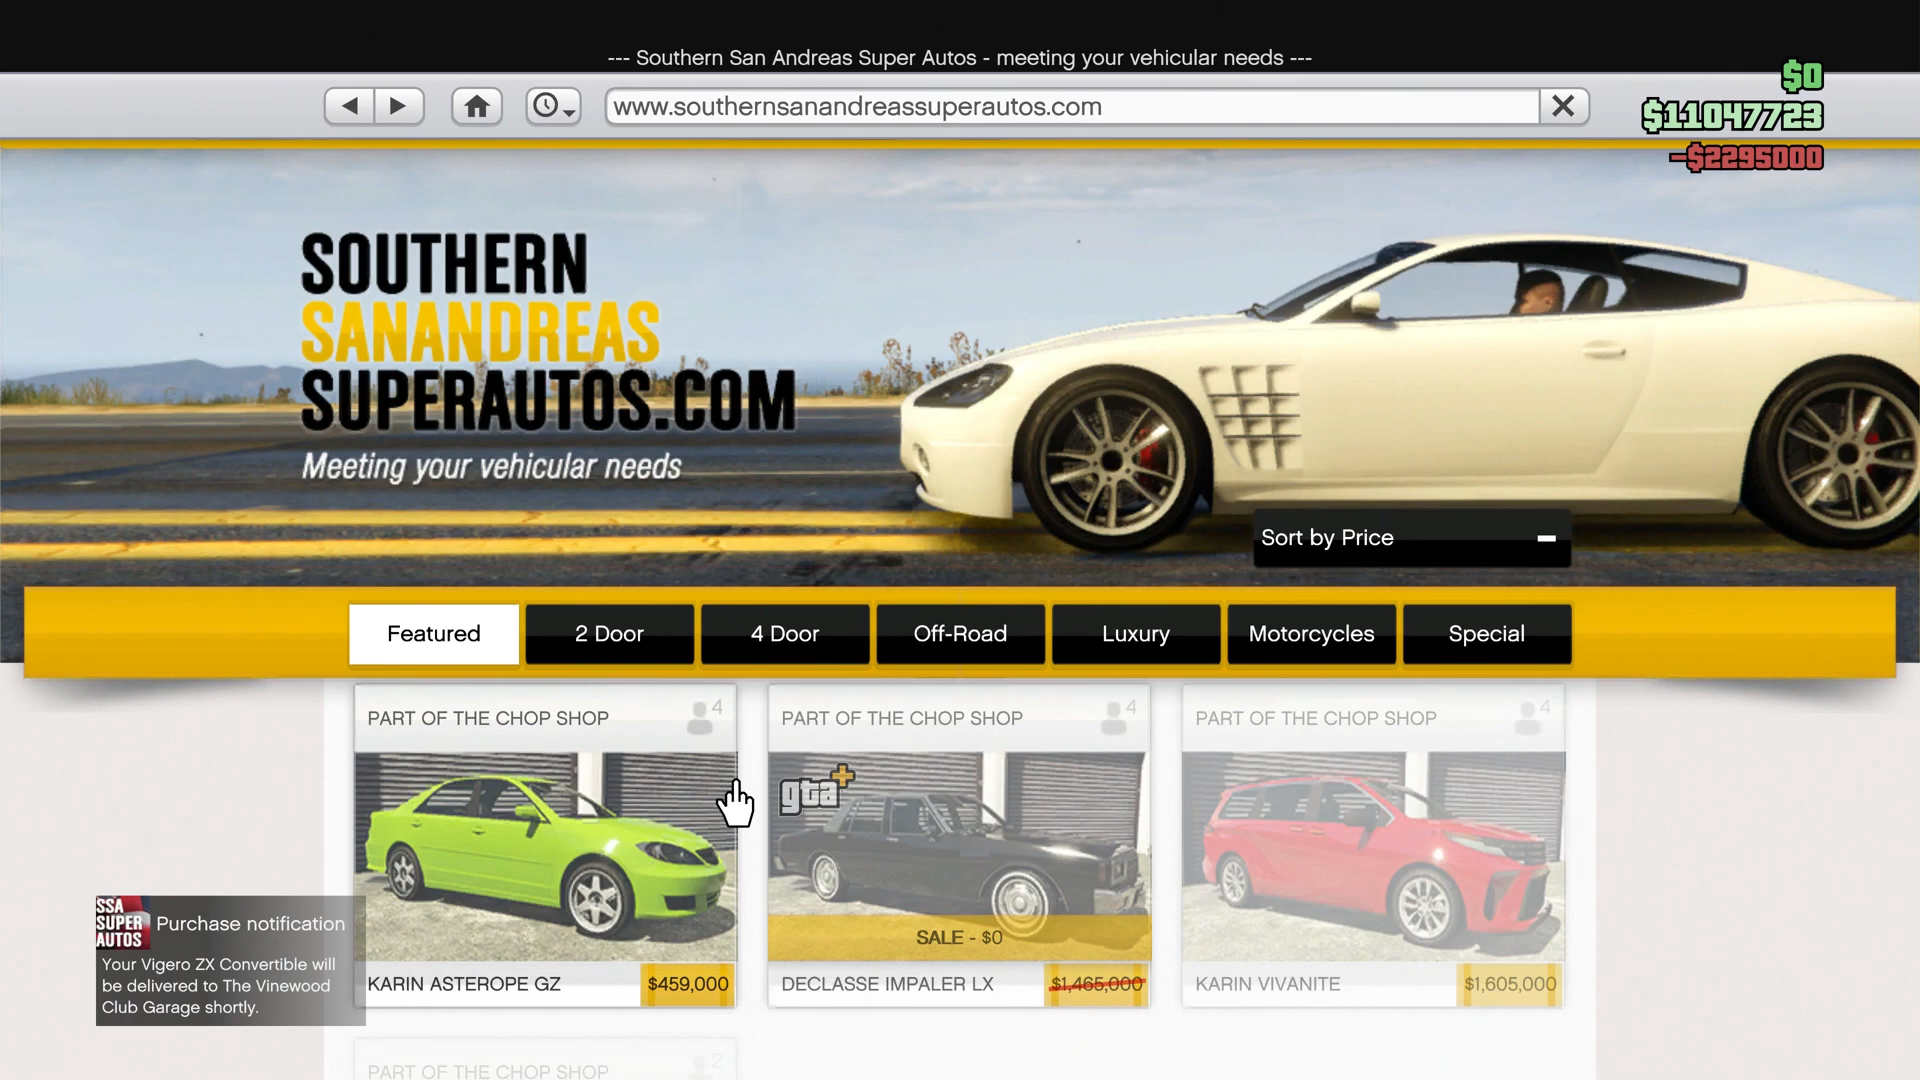 --- Southern San Andreas Super Autos - meeting your vehicular needs ---
$0
www.southernsanandreassuperautos.com
$11047723
-$2295000
SOUTHERN
SANANDREAS
SUPERAUTOS.COM
Meeting your vehicular needs
Sort by Price
Featured
2 Door
4 Door
Off-Road
Luxury
Motorcycles
Special
PART OF THE CHOP SHOP
4
PART OF THE CHOP SHOP
4
PART OF THE CHOP SHOP
4
gta+
SALE - $0
KARIN ASTEROPE GZ
$459,000
DECLASSE IMPALER LX
$1,465,000
KARIN VIVANITE
$1,605,000
SSA
SUPER
AUTOS
Purchase notification
Your Vigero ZX Convertible will
be delivered to The Vinewood
Club Garage shortly.
PART OF THE CHOP SHOP
2